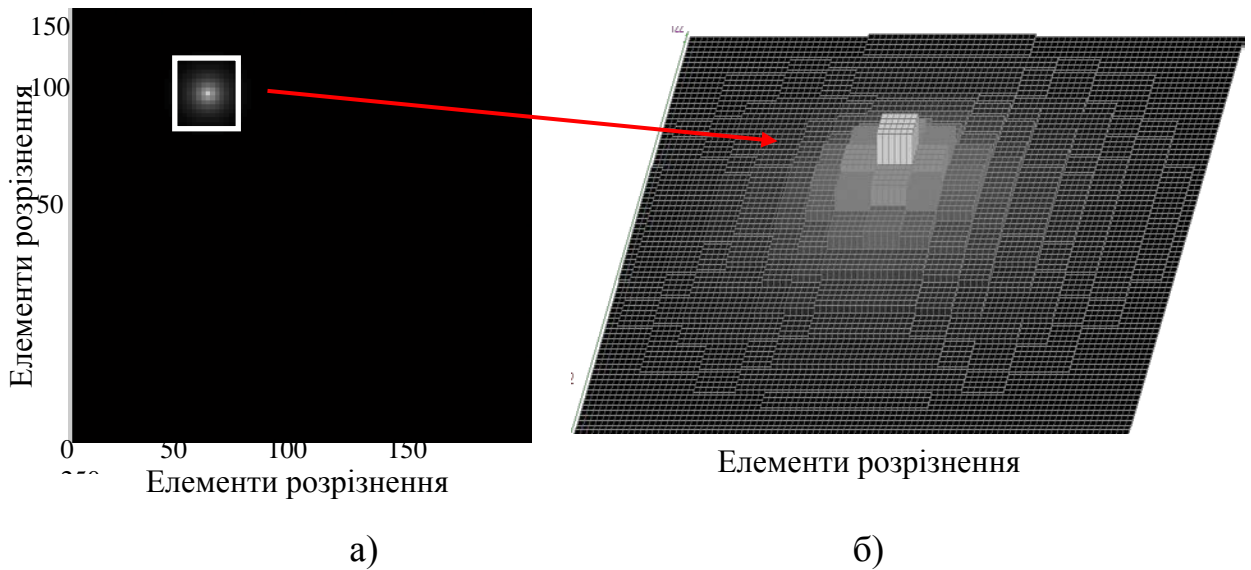 150
100
50
Елементи розрізнення
0 50 100 150
Елементи розрізнення
Елементи розрізнення
а) б)